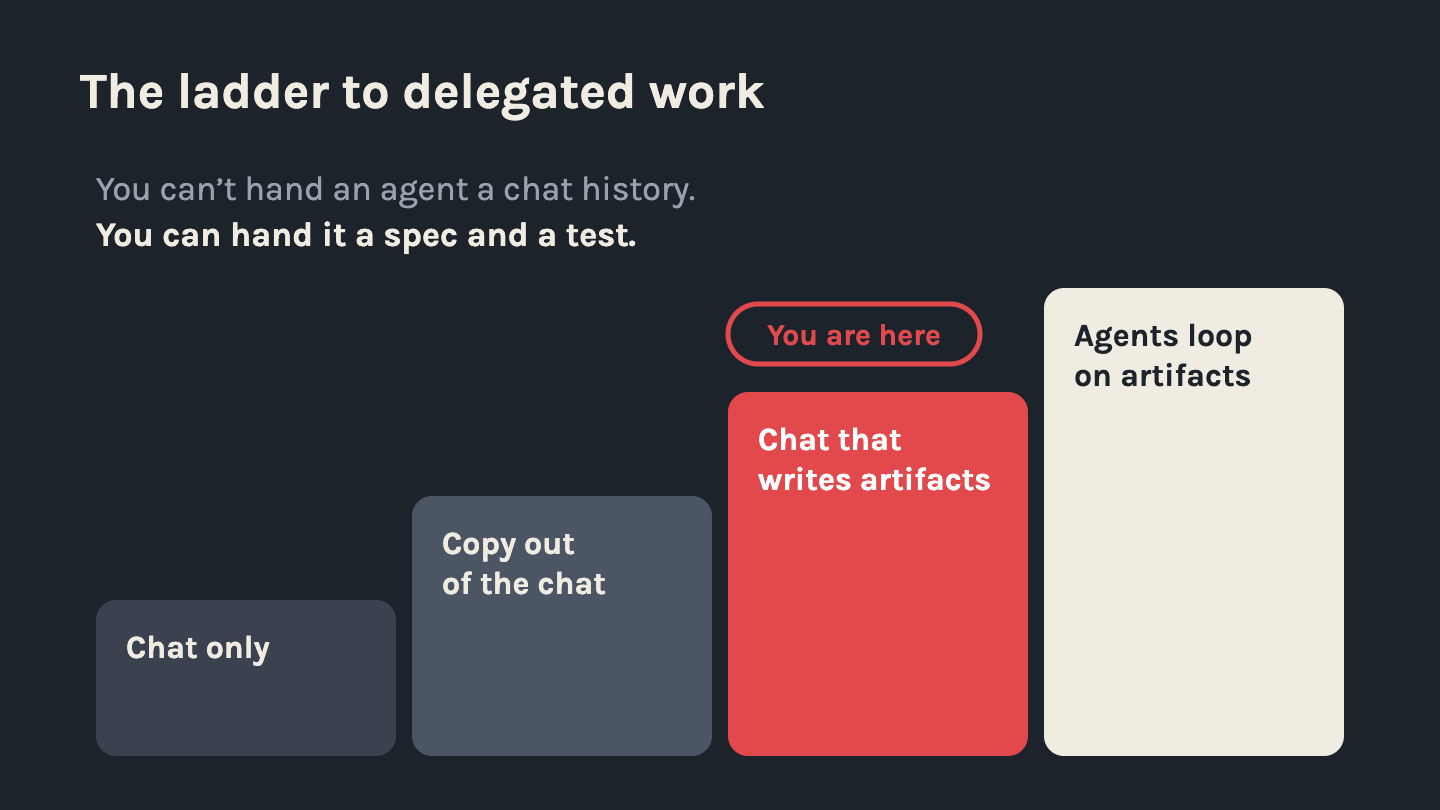 The ladder to delegated work
You can’t hand an agent a chat history.
You can hand it a spec and a test.
You are here
Agents loop
on artifacts
Chat that
writes artifacts
Copy out
of the chat
Chat only